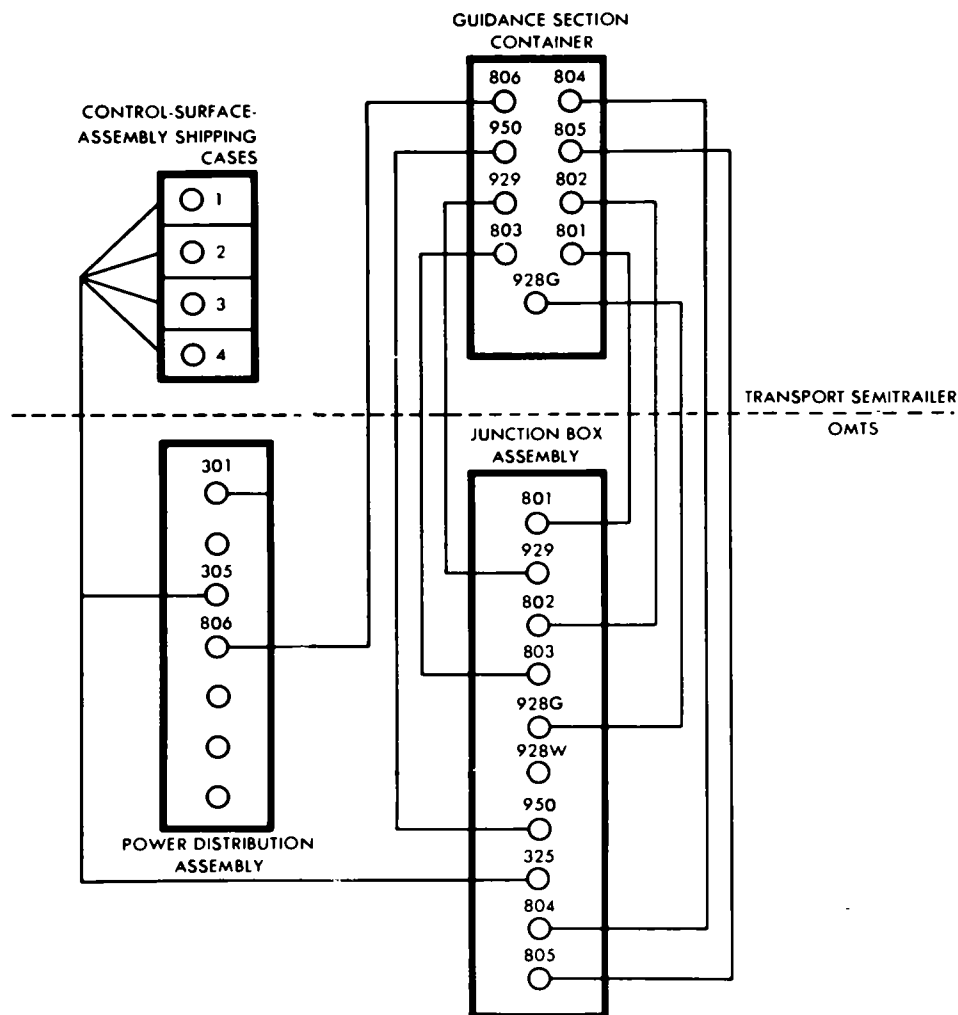 GUIDANCE SECTION
CONTAINER
806 804
950 805
929 802
803 801
928G
CONTROL-SURFACE-
ASSEMBLY SHIPPING
CASES
1
2
3
4
TRANSPORT SEMITRAILER
OMTS
301
305
806
POWER DISTRIBUTION
ASSEMBLY
JUNCTION BOX
ASSEMBLY
801
929
802
803
928G
928W
950
325
804
805